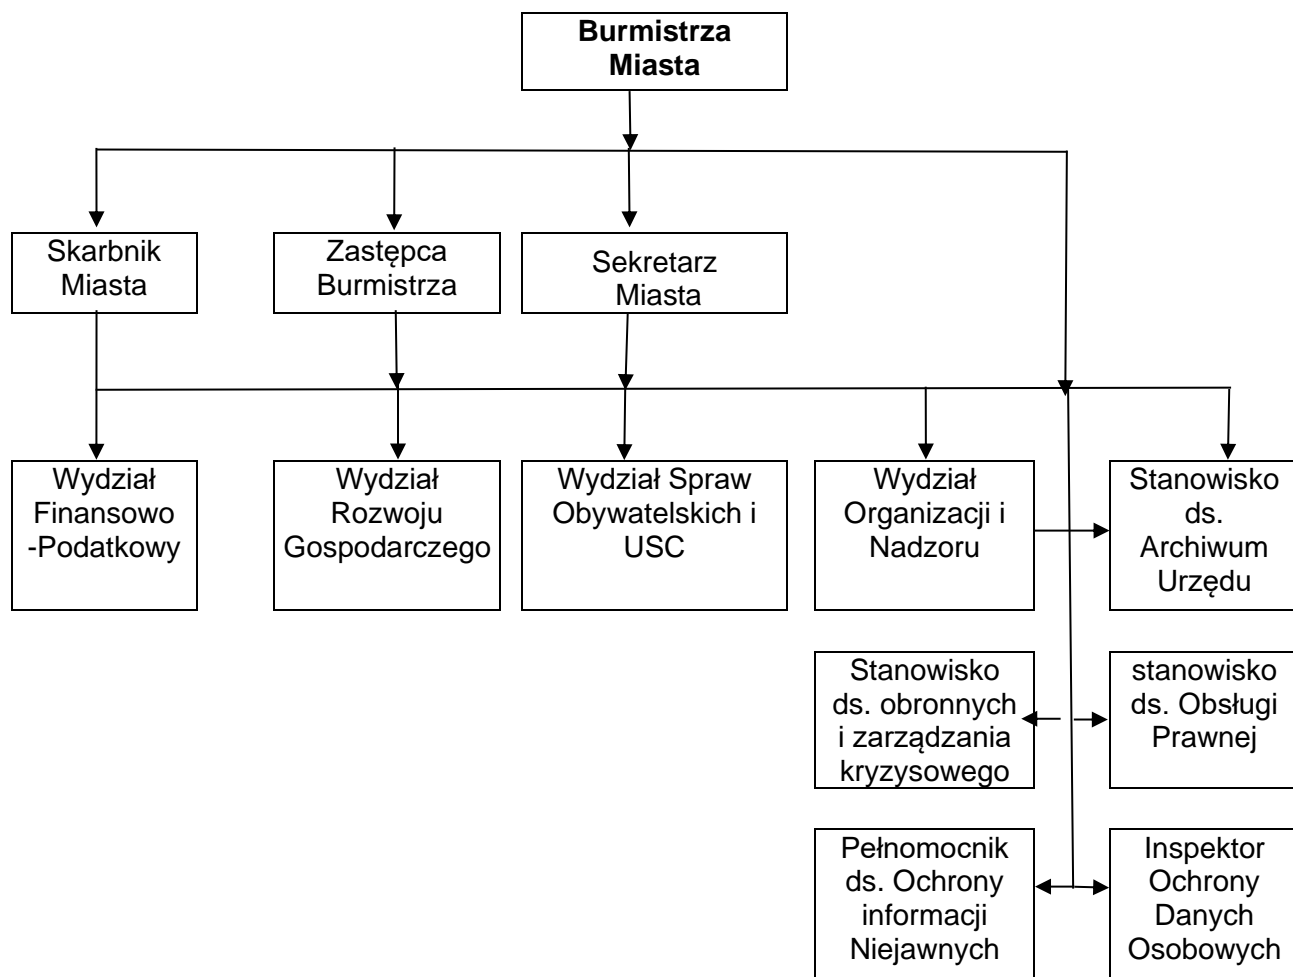 Burmistrza
Miasta
Skarbnik
Miasta
Zastępca
Burmistrza
Sekretarz
Miasta
Wydział
Finansowo
-Podatkowy
Wydział
Rozwoju
Gospodarczego
Wydział Spraw
Obywatelskich i
USC
Wydział
Organizacji i
Nadzoru
Stanowisko
ds.
Archiwum
Urzędu
Stanowisko
ds. obronnych
i zarządzania
kryzysowego
stanowisko
ds. Obsługi
Prawnej
Pełnomocnik
ds. Ochrony
informacji
Niejawnych
Inspektor
Ochrony
Danych
Osobowych